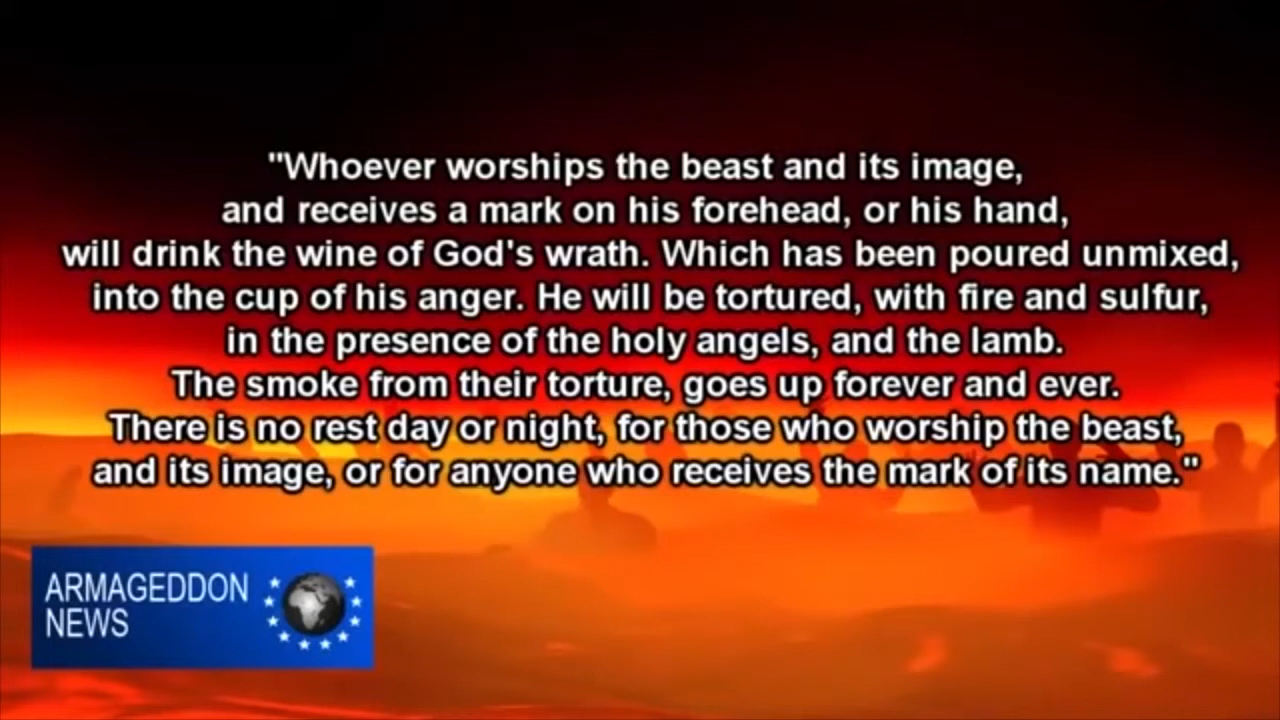 "Whoever worships the beast and its image,
and receives a mark on his forehead, or his hand,
will drink the wine of God's wrath. Which has been poured unmixed,
into the cup of his anger. He will be tortured, with fire and sulfur,
in the presence of the holy angels, and the lamb.
The smoke from their torture, goes up forever and ever.
There is no rest day or night, for those who worship the beast,
and its image, or for anyone who receives the mark of its name."
ARMAGEDDON
NEWS